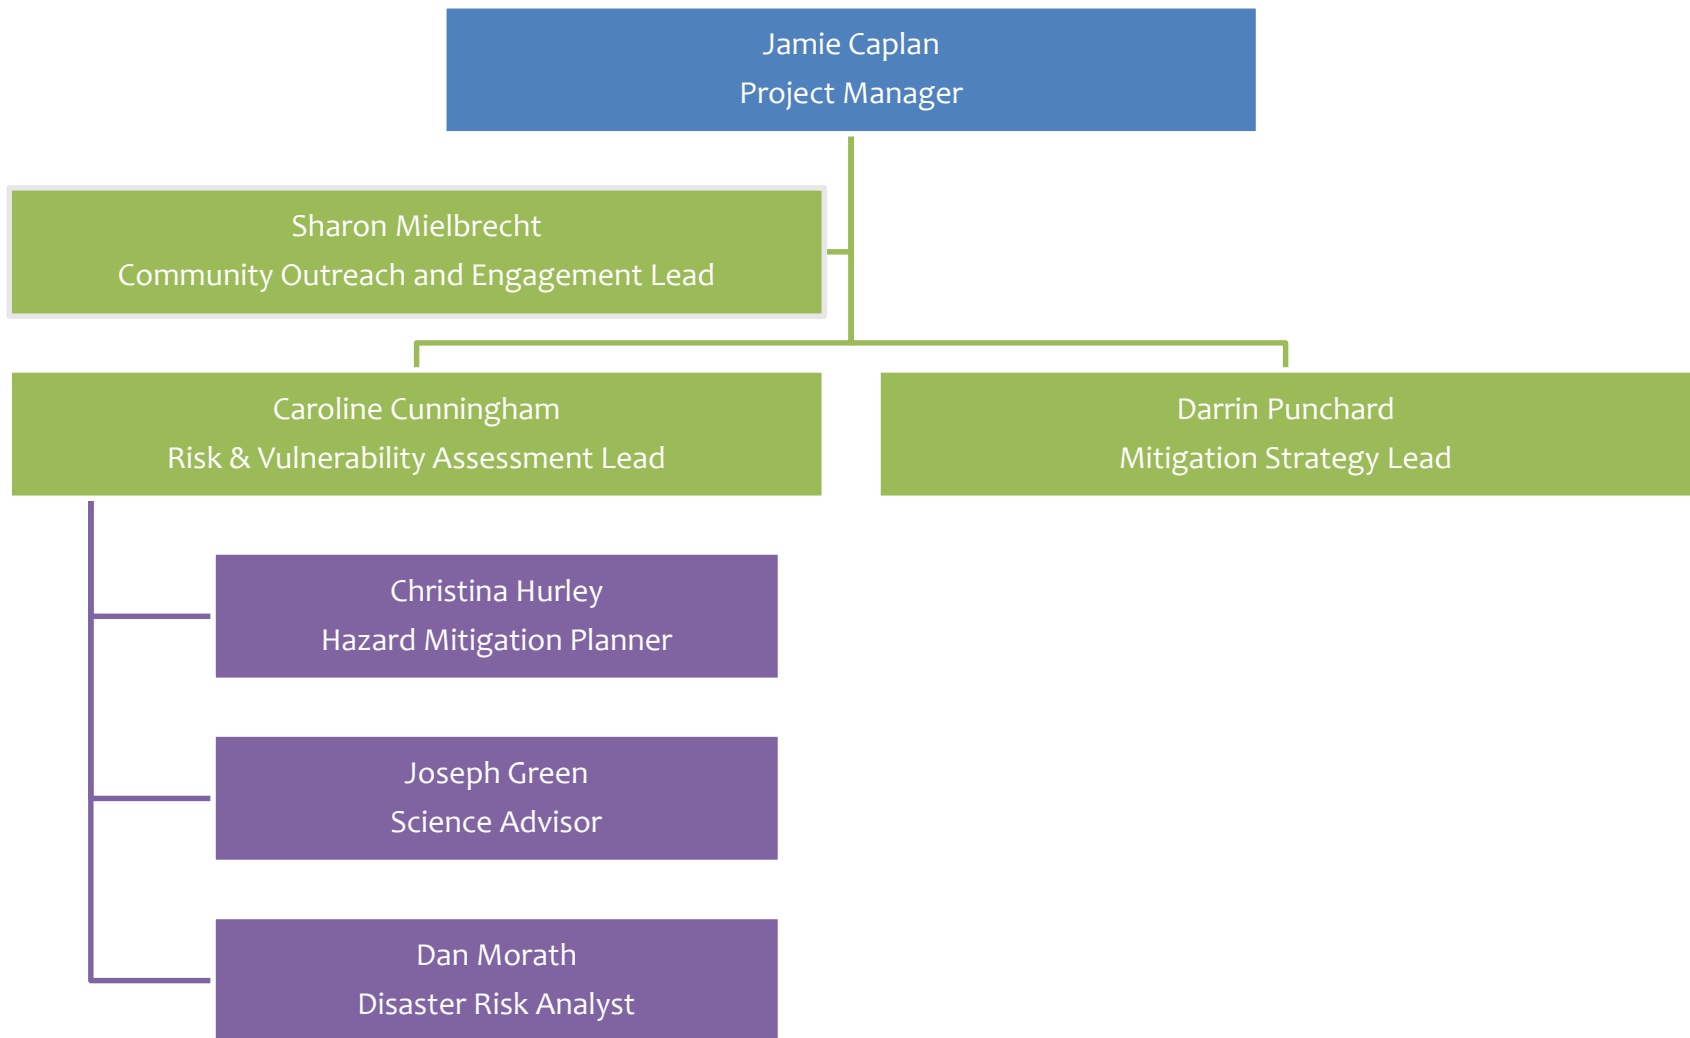 Jamie Caplan
Project Manager
Sharon Mielbrecht
Community Outreach and Engagement Lead
Caroline Cunningham
Risk & Vulnerability Assessment Lead
Darrin Punchard
Mitigation Strategy Lead
Christina Hurley
Hazard Mitigation Planner
Joseph Green
Science Advisor
Dan Morath
Disaster Risk Analyst